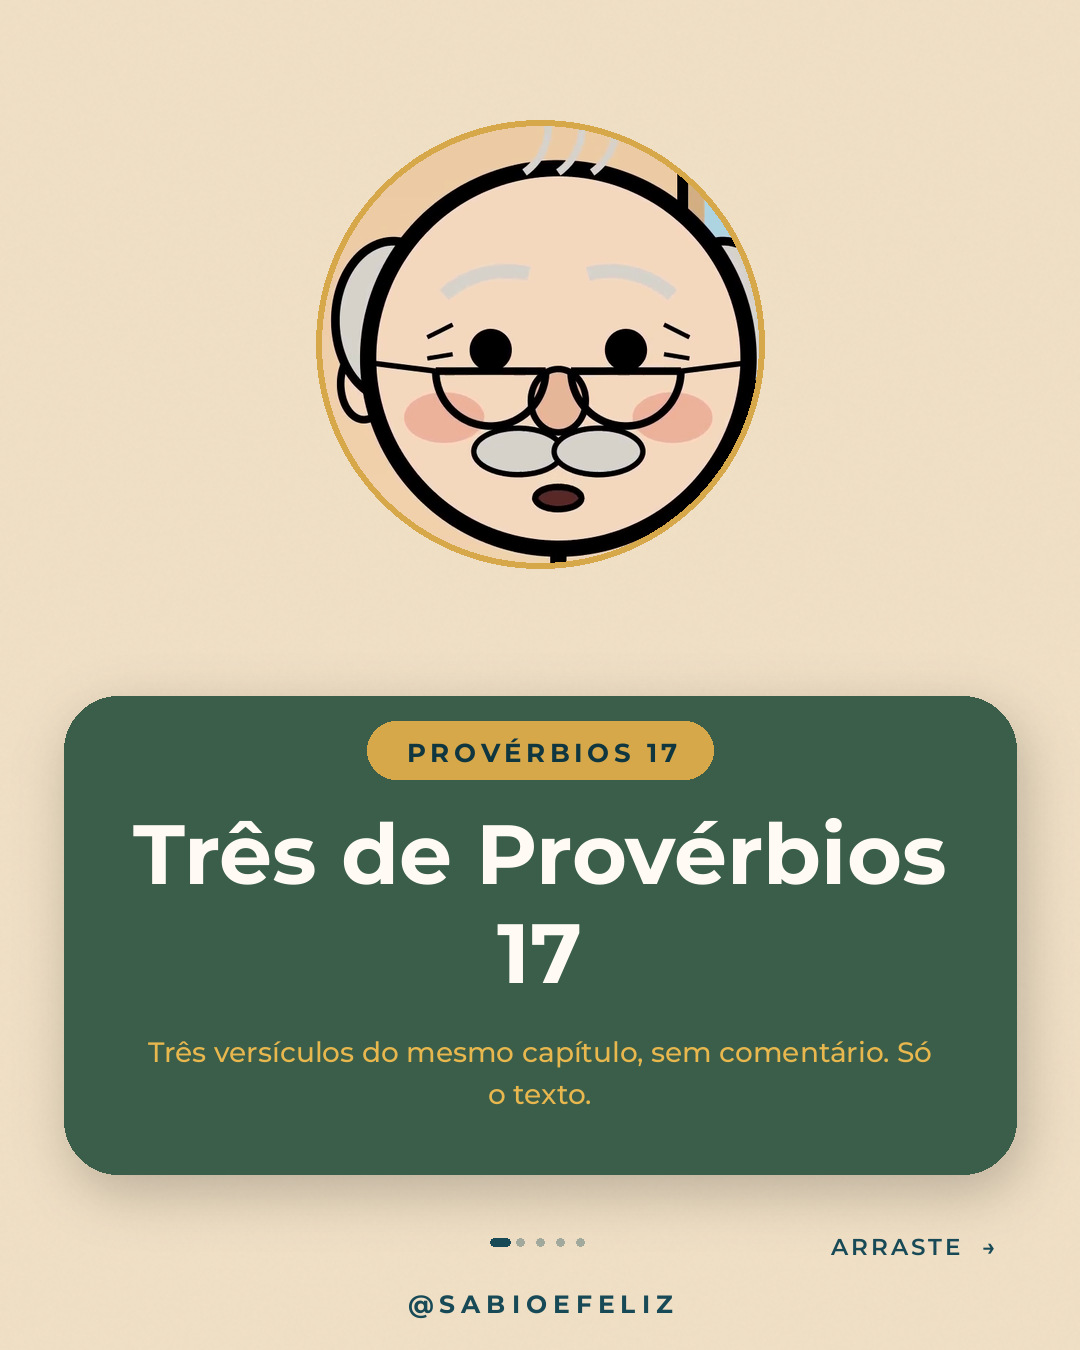 PROVÉRBIOS 17
Três de Provérbios
17
Três versículos do mesmo capítulo, sem comentário. Só
o texto.
ARRASTE →
@SABIOEFELIZ